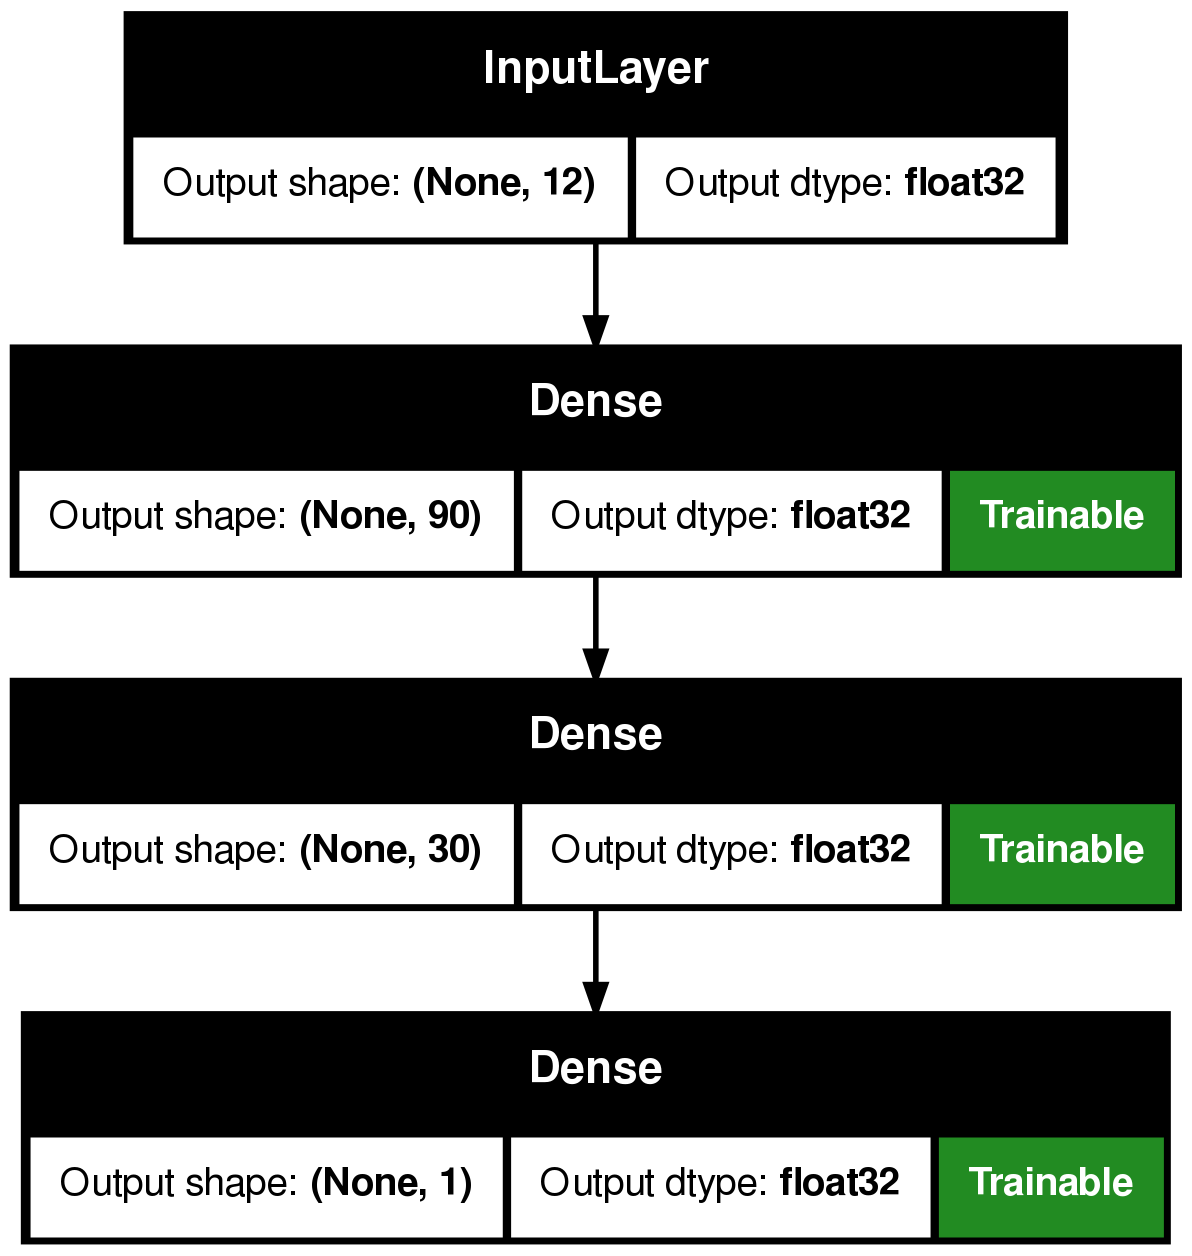 InputLayer
Output shape: (None, 12) Output dtype: float32
Dense
Output shape: (None, 90) Output dtype: float32 Trainable
Dense
Output shape: (None, 30) Output dtype: float32 Trainable
Dense
Output shape: (None, 1) Output dtype: float32 Trainable